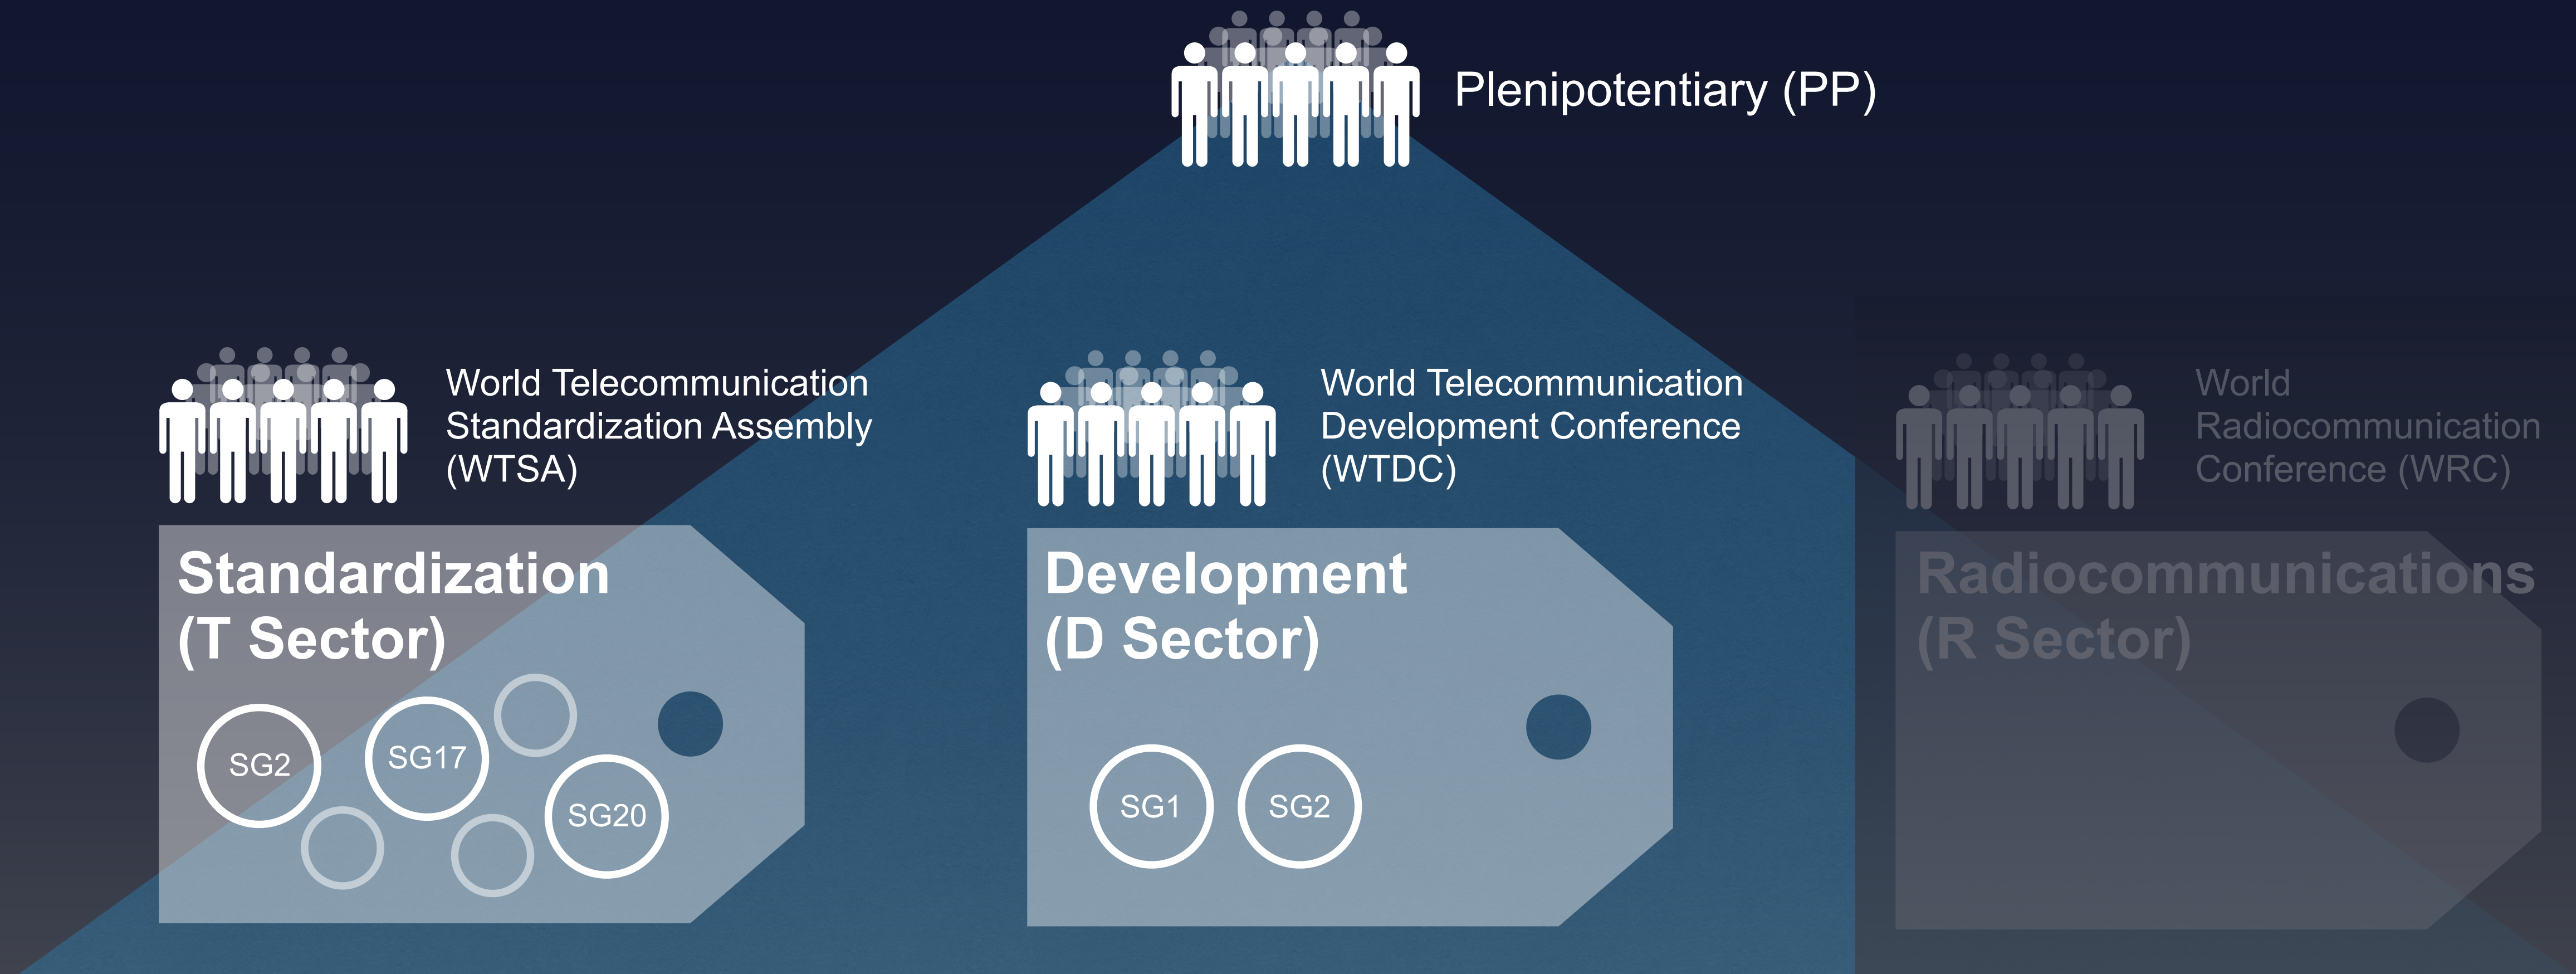 Plenipotentiary (PP)
World Telecommunication
Standardization Assembly
(WTSA)
Standardization
(T Sector)
SG2
SG17
SG20
World Telecommunication
Development Conference
(WTDC)
Development
(D Sector)
SG1
SG2
World
Radiocommunication
Conference (WRC)
Radiocommunications
(R Sector)